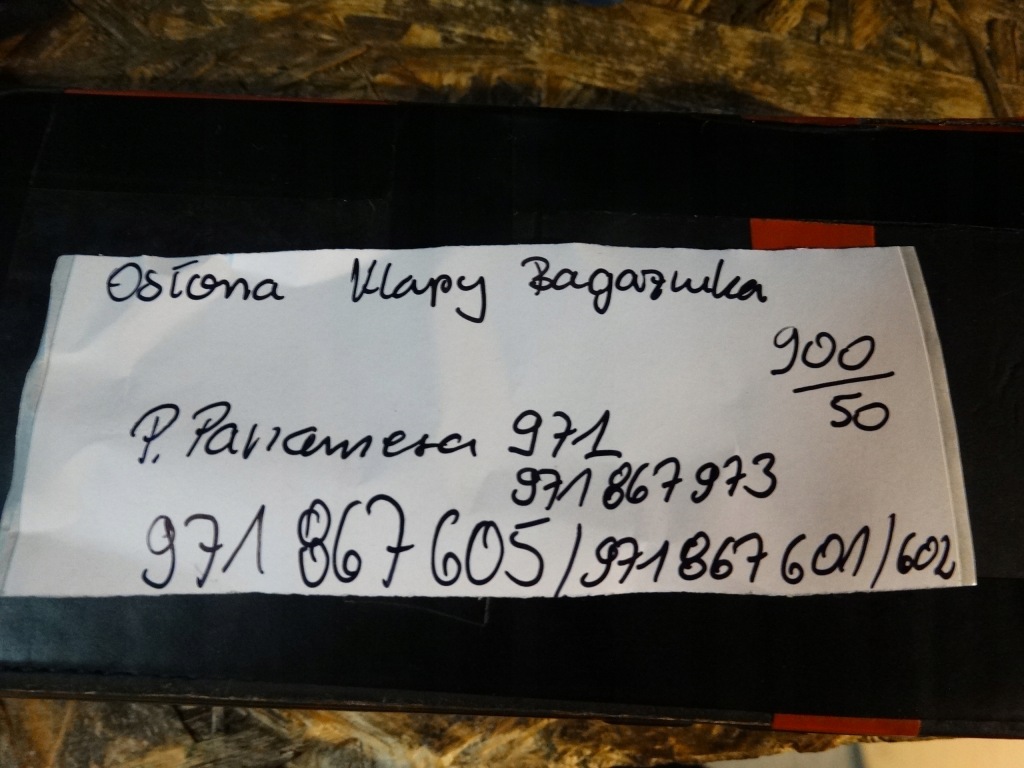 Osłona Klapy Bagażnika
900
50
P. Panamera 971
971 867 973
971 867 605/971 867 601/602